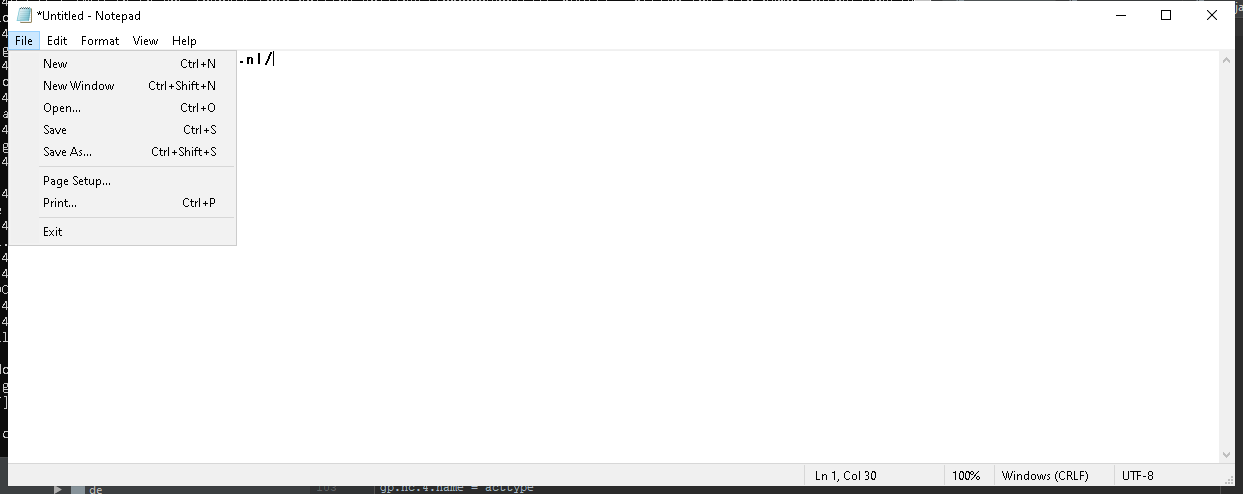 *Untitled - Notepad
File Edit Format View Help
.nl/
New Ctrl+N
New Window Ctrl+Shift+N
Open... Ctrl+O
Save Ctrl+S
Save As... Ctrl+Shift+S
Page Setup...
Print... Ctrl+P
Exit
Ln 1, Col 30 100% Windows (CRLF) UTF-8
de gp.nc.4.name = acctype